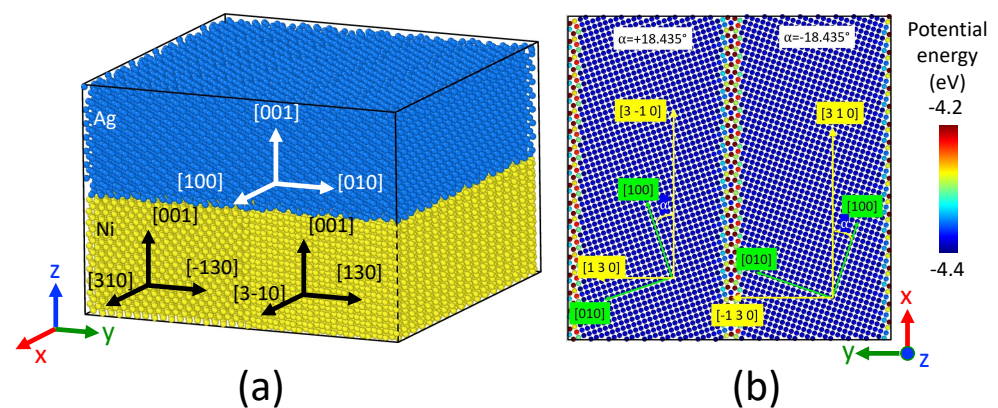 Ag
[001]
[100]
[010]
Ni
[001]
[310]
[-130]
[001]
[3-10]
[130]
z
y
x
(a)
α=+18.435°
α=-18.435°
[3 -1 0]
[3 1 0]
[100]
[100]
[1 3 0]
[010]
[010]
[-1 3 0]
Potential
energy
(eV)
-4.2
-4.4
x
y
z
(b)